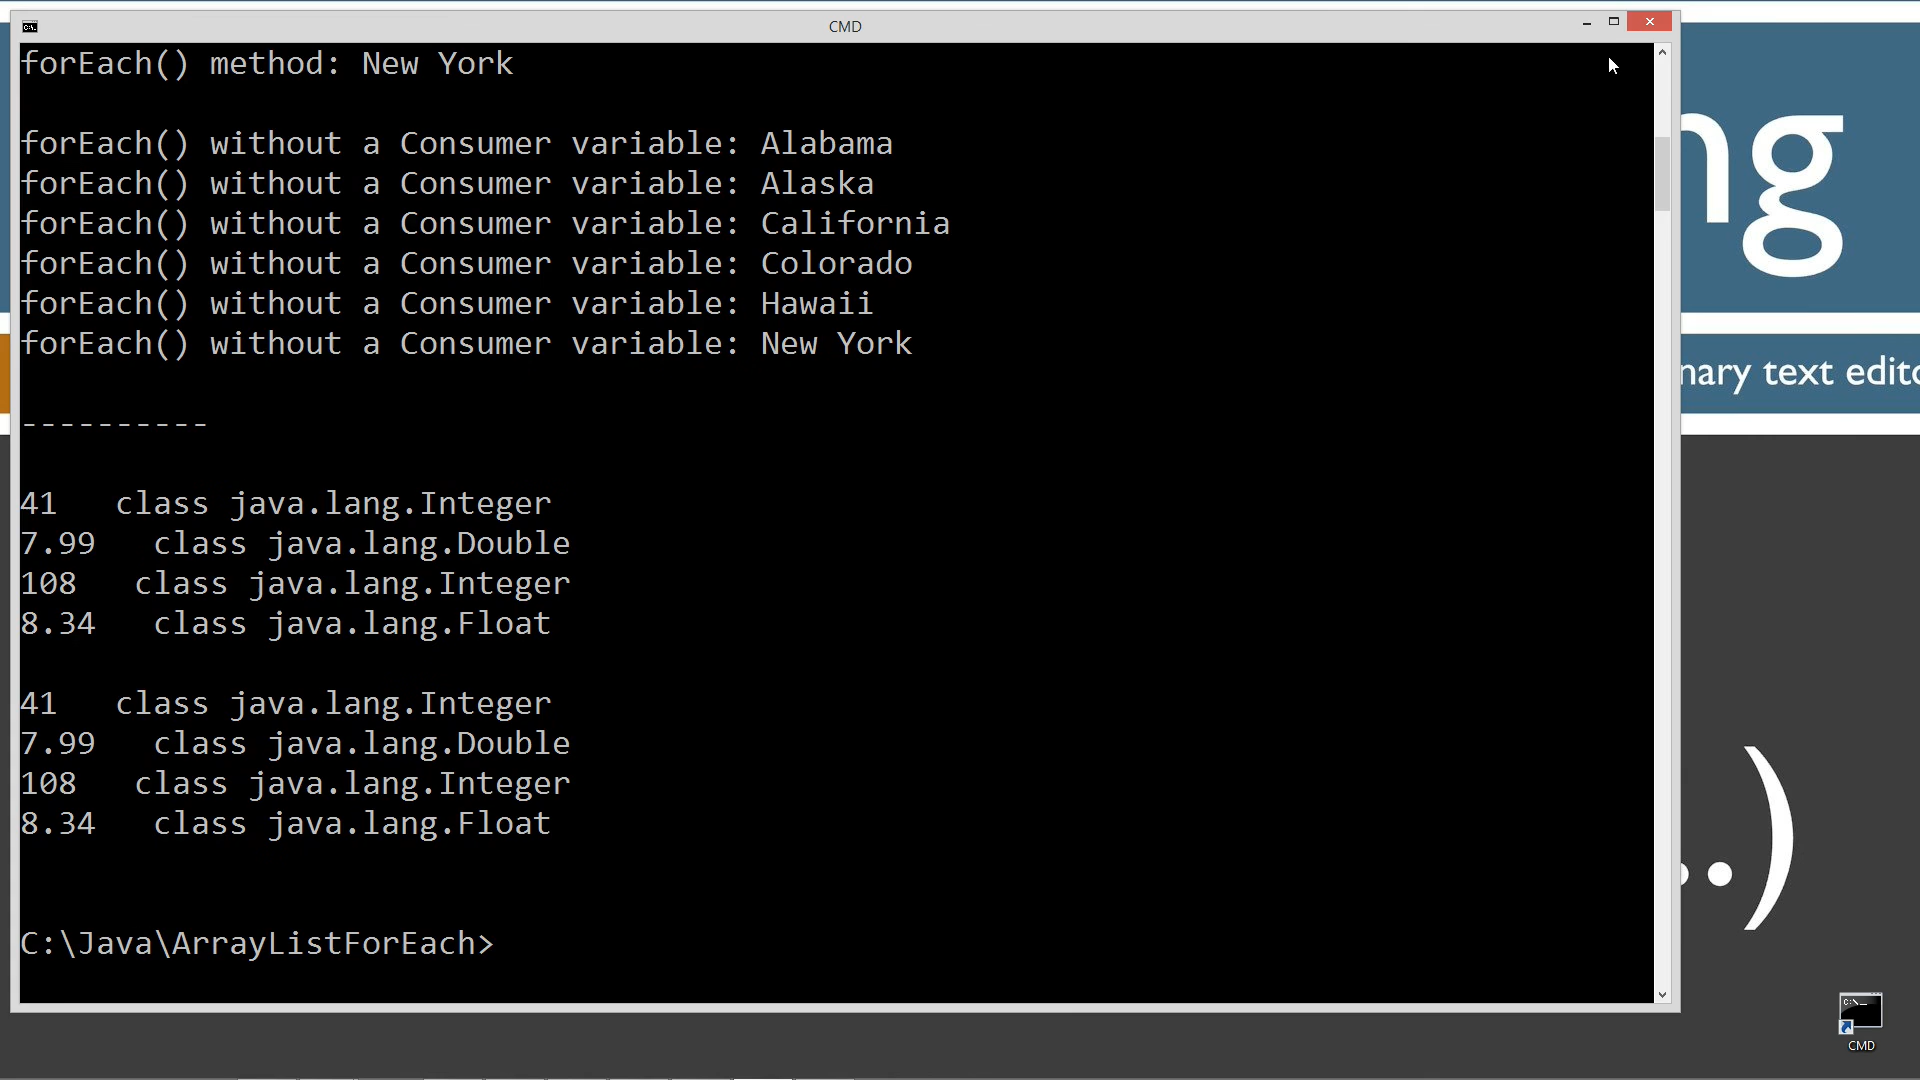 CMD
forEach() method: New York
forEach() without a Consumer variable: Alabama
forEach() without a Consumer variable: Alaska
forEach() without a Consumer variable: California
forEach() without a Consumer variable: Colorado
forEach() without a Consumer variable: Hawaii
forEach() without a Consumer variable: New York
----------
41   class java.lang.Integer
7.99   class java.lang.Double
108   class java.lang.Integer
8.34   class java.lang.Float
41   class java.lang.Integer
7.99   class java.lang.Double
108   class java.lang.Integer
8.34   class java.lang.Float
C:\Java\ArrayListForEach>
text
..)
CMD